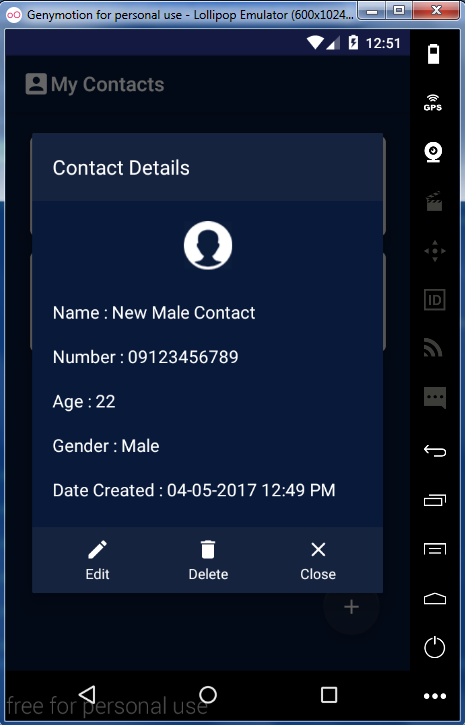 Genymotion for personal use - Lollipop Emulator (600x1024...
12:51
My Contacts
GPS
Contact Details
Name : New Male Contact
Number : 09123456789
Age : 22
ID
Gender : Male
Date Created : 04-05-2017 12:49 PM
Edit
Delete
Close
free for personal use